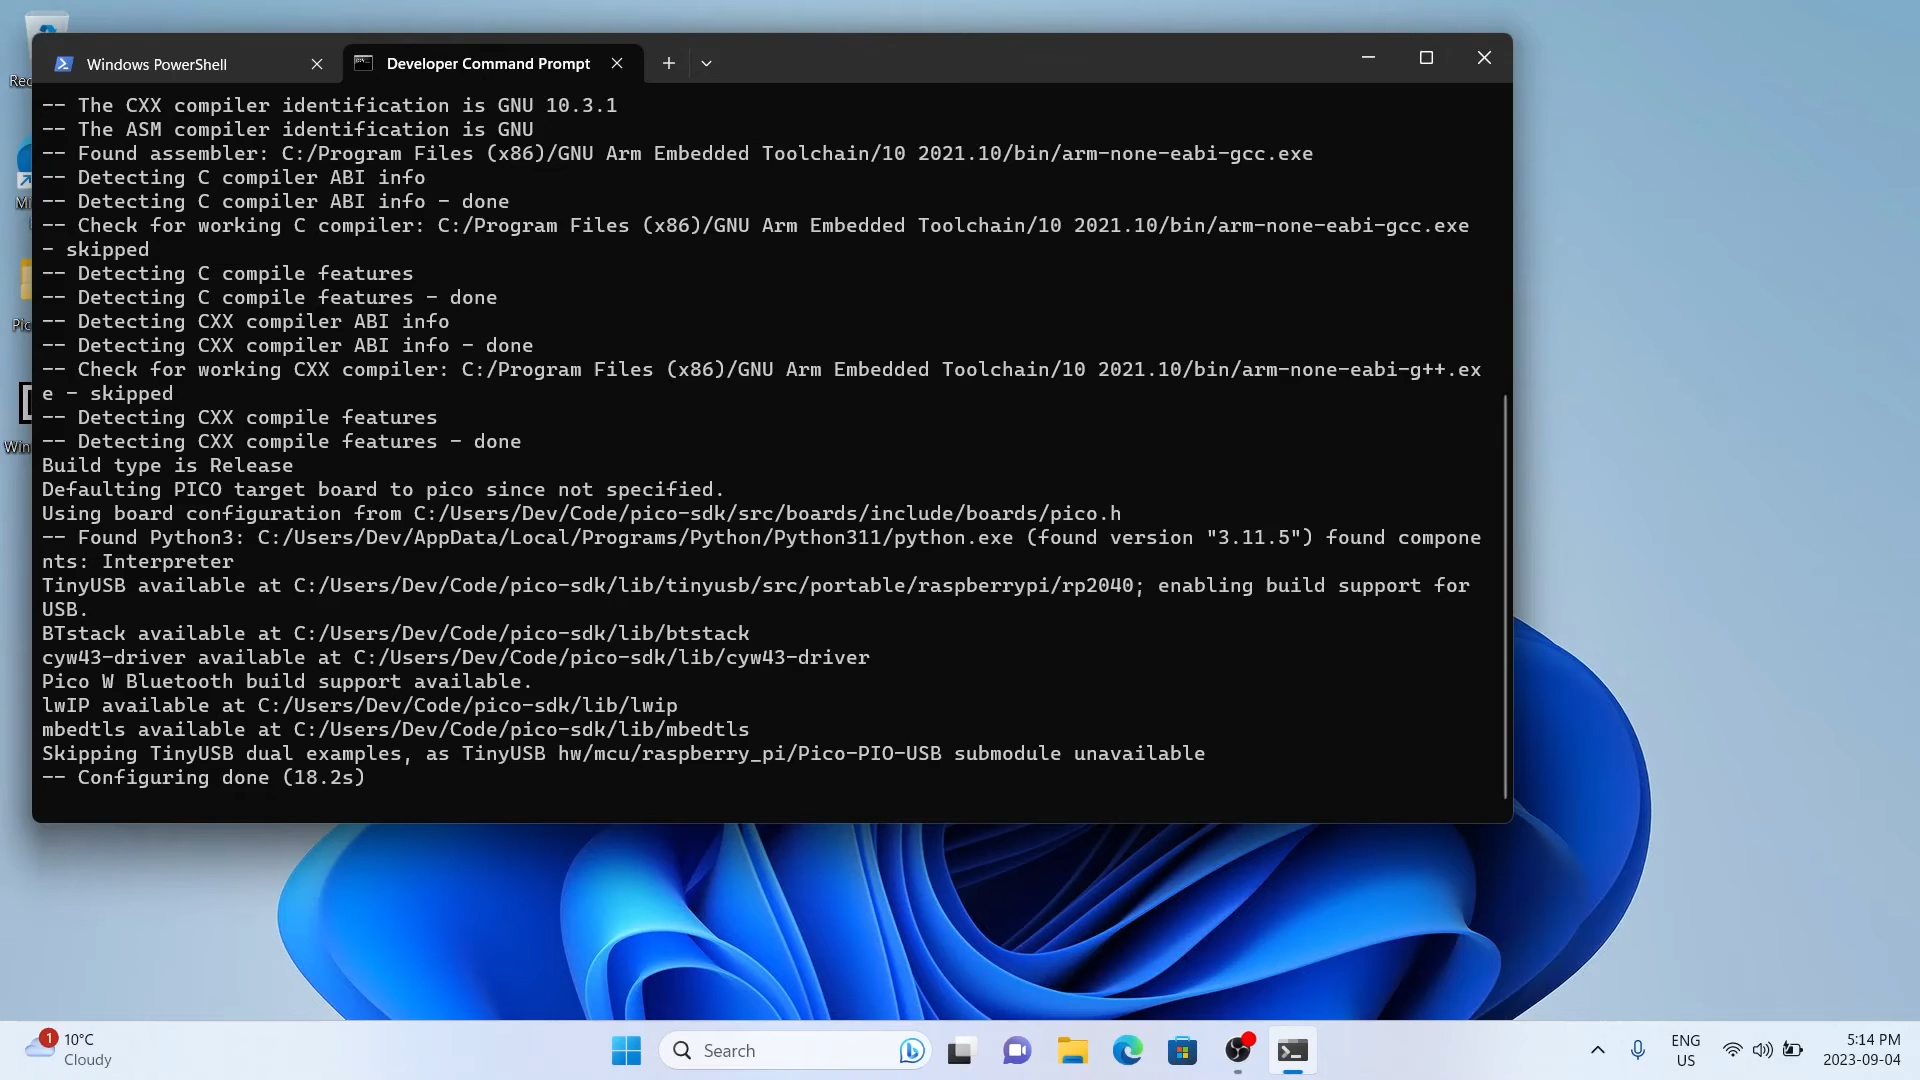 Windows PowerShell
Developer Command Prompt
-- The CXX compiler identification is GNU 10.3.1
-- The ASM compiler identification is GNU
-- Found assembler: C:/Program Files (x86)/GNU Arm Embedded Toolchain/10 2021.10/bin/arm-none-eabi-gcc.exe
-- Detecting C compiler ABI info
-- Detecting C compiler ABI info - done
-- Check for working C compiler: C:/Program Files (x86)/GNU Arm Embedded Toolchain/10 2021.10/bin/arm-none-eabi-gcc.exe
- skipped
-- Detecting C compile features
-- Detecting C compile features - done
-- Detecting CXX compiler ABI info
-- Detecting CXX compiler ABI info - done
-- Check for working CXX compiler: C:/Program Files (x86)/GNU Arm Embedded Toolchain/10 2021.10/bin/arm-none-eabi-g++.ex
e - skipped
-- Detecting CXX compile features
-- Detecting CXX compile features - done
Build type is Release
Defaulting PICO target board to pico since not specified.
Using board configuration from C:/Users/Dev/Code/pico-sdk/src/boards/include/boards/pico.h
-- Found Python3: C:/Users/Dev/AppData/Local/Programs/Python/Python311/python.exe (found version "3.11.5") found compone
nts: Interpreter
TinyUSB available at C:/Users/Dev/Code/pico-sdk/lib/tinyusb/src/portable/raspberrypi/rp2040; enabling build support for
USB.
BTstack available at C:/Users/Dev/Code/pico-sdk/lib/btstack
cyw43-driver available at C:/Users/Dev/Code/pico-sdk/lib/cyw43-driver
Pico W Bluetooth build support available.
lwIP available at C:/Users/Dev/Code/pico-sdk/lib/lwip
mbedtls available at C:/Users/Dev/Code/pico-sdk/lib/mbedtls
Skipping TinyUSB dual examples, as TinyUSB hw/mcu/raspberry_pi/Pico-PIO-USB submodule unavailable
-- Configuring done (18.2s)
Rec
Mi
Pic
Win
1
10°C
Cloudy
Search
ENG
US
5:14 PM
2023-09-04